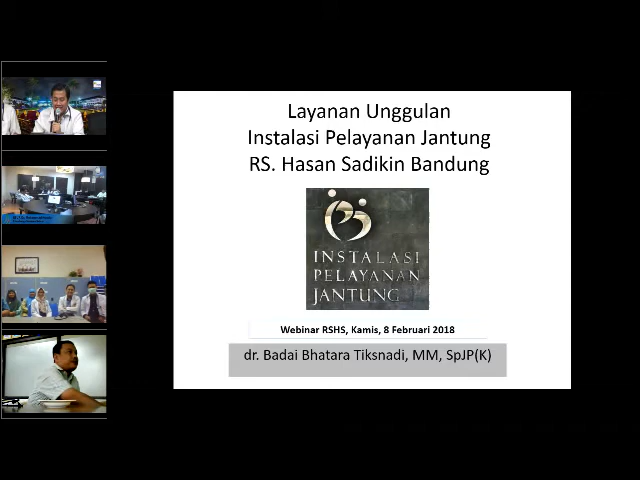 Layanan Unggulan
Instalasi Pelayanan Jantung
RS. Hasan Sadikin Bandung
INSTALASI
PELAYANAN
JANTUNG
Webinar RSHS, Kamis, 8 Februari 2018
dr. Badai Bhatara Tiksnadi, MM, SpJP(K)